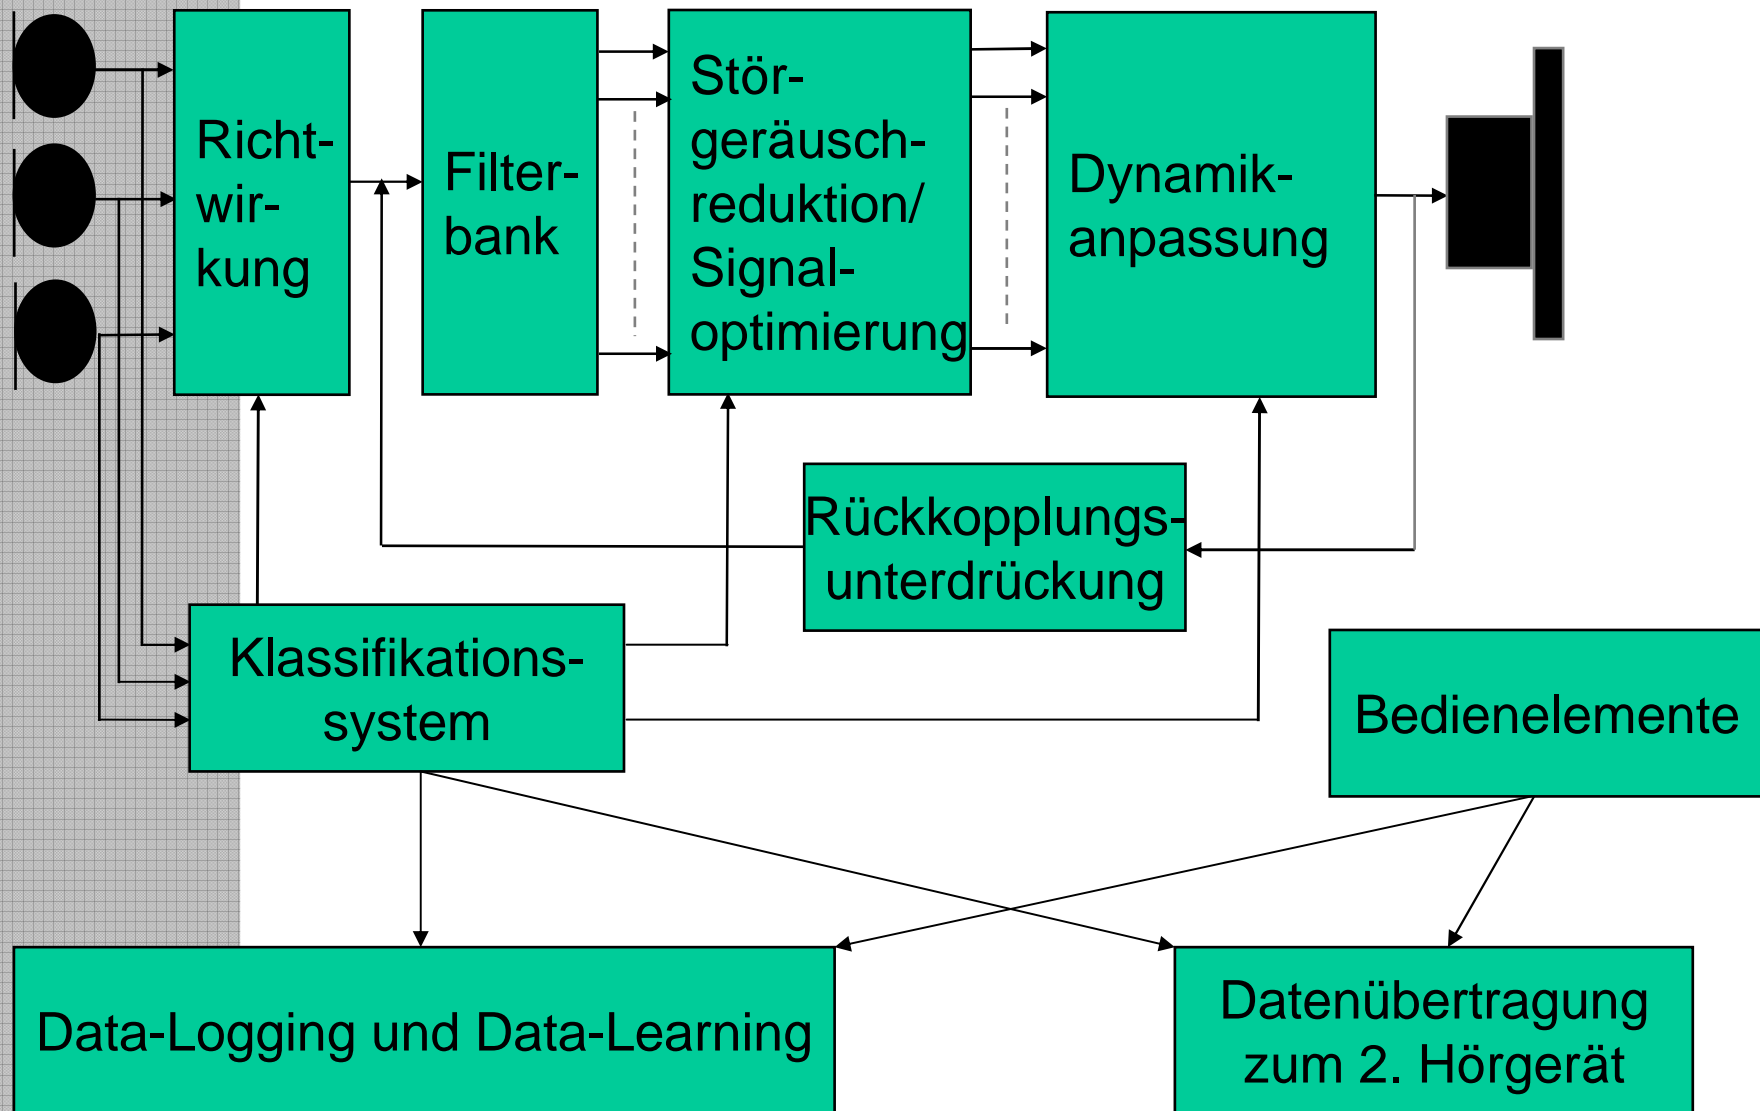 Richt-
wir-
kung
Filter-
bank
Stör-
geräusch-
reduktion/
Signal-
optimierung
Dynamik-
anpassung
Rückkopplungs-
unterdrückung
Klassifikations-
system
Bedienelemente
Data-Logging und Data-Learning
Datenübertragung
zum 2. Hörgerät